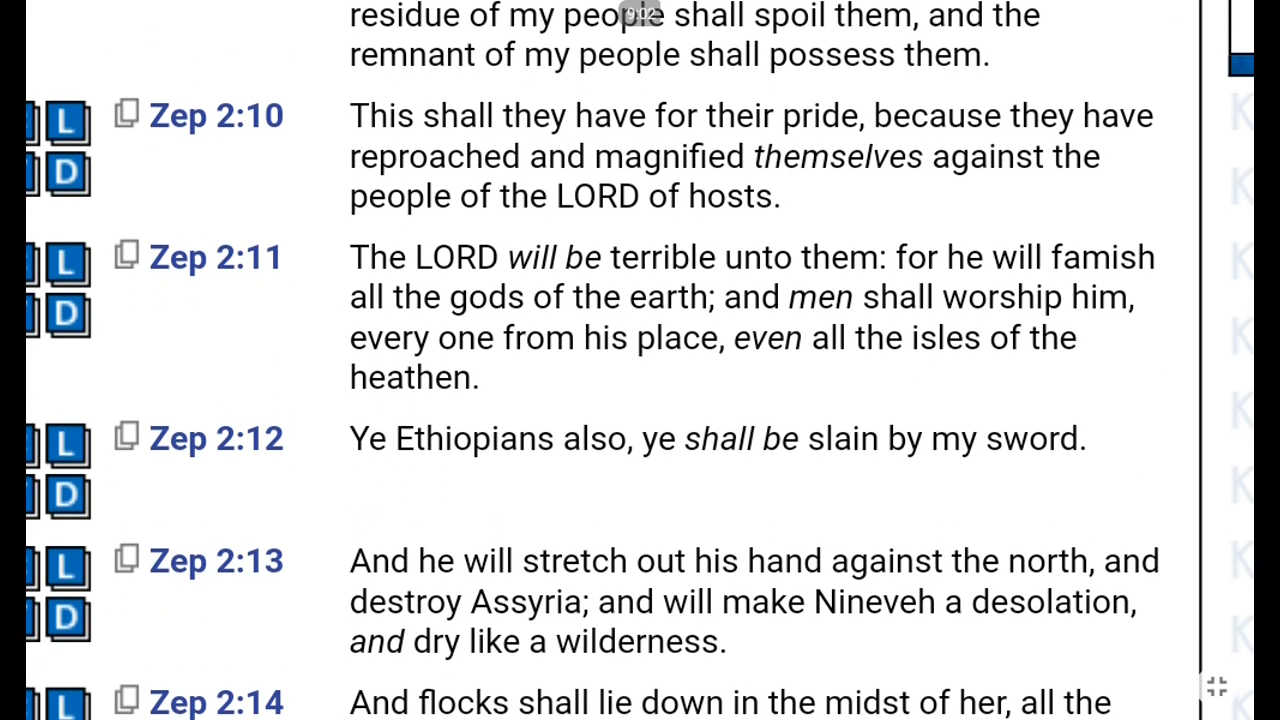 residue of my people shall spoil them, and the
9:02
remnant of my people shall possess them.
L Zep 2:10 This shall they have for their pride, because they have
reproached and magnified themselves against the
D
people of the LORD of hosts.
L Zep 2:11 The LORD will be terrible unto them: for he will famish
all the gods of the earth; and men shall worship him,
D
every one from his place, even all the isles of the
heathen.
L Zep 2:12 Ye Ethiopians also, ye shall be slain by my sword.
D
L Zep 2:13 And he will stretch out his hand against the north, and
destroy Assyria; and will make Nineveh a desolation,
D
and dry like a wilderness.
L Zep 2:14 And flocks shall lie down in the midst of her, all the
K
K
K
K
K
K
K
K
K